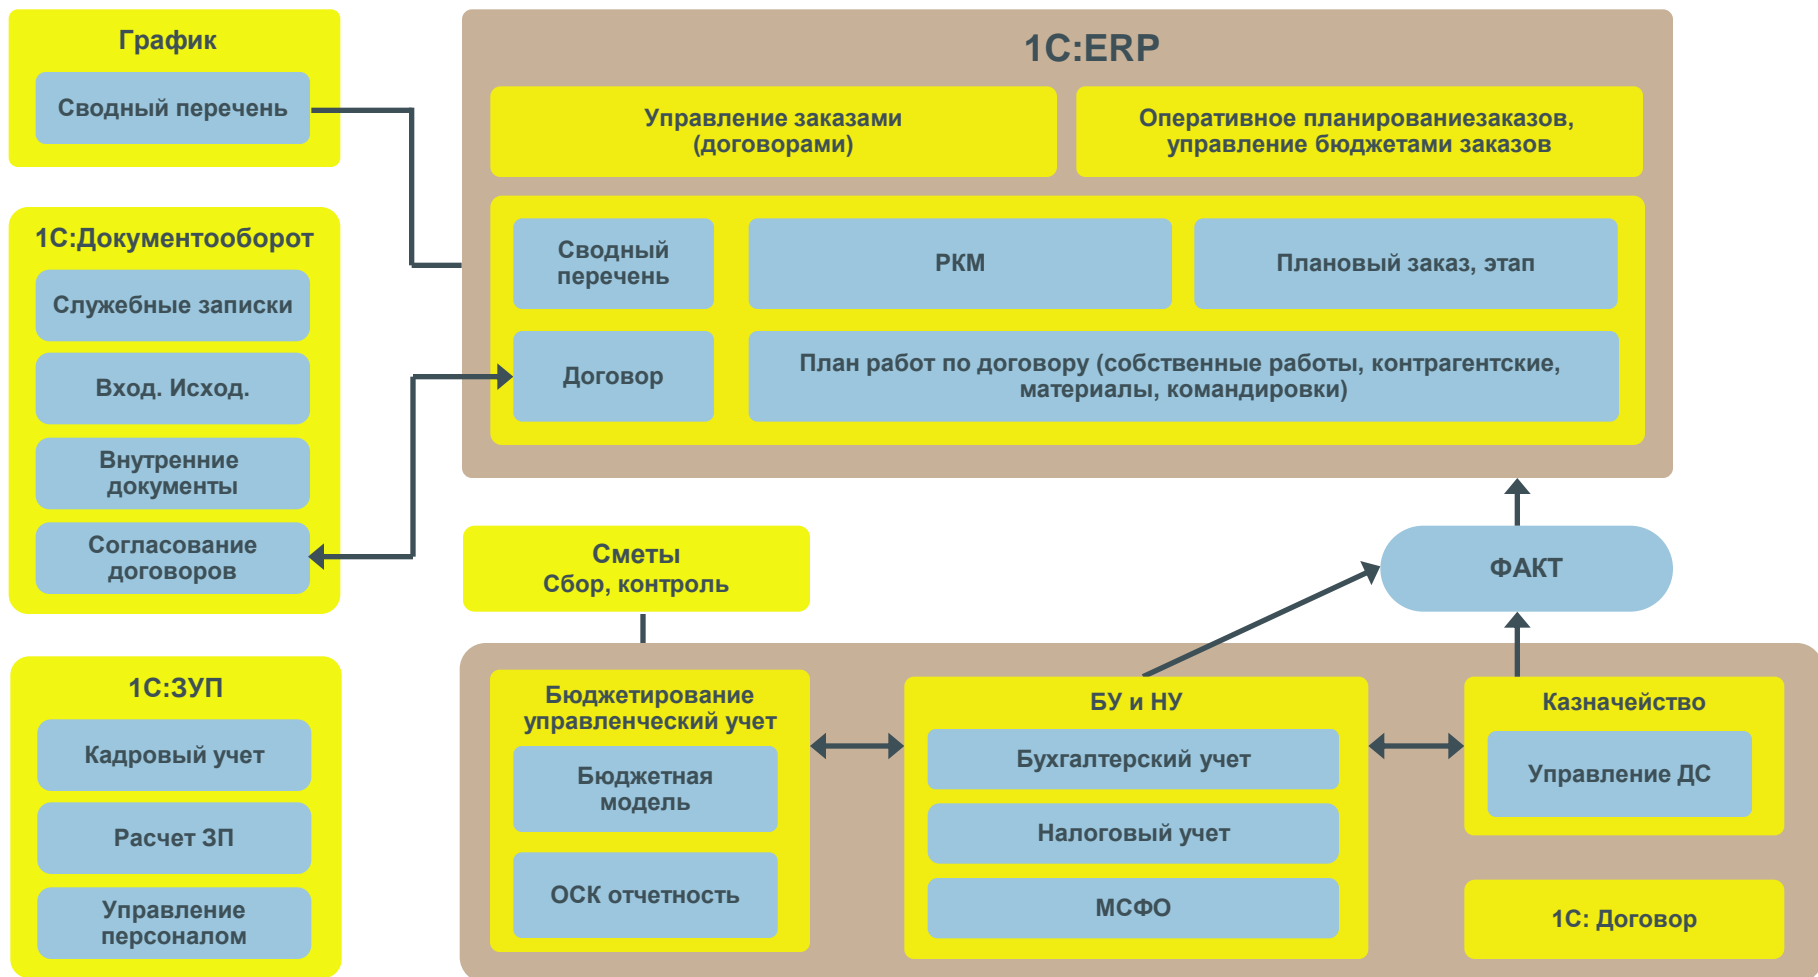 График
Сводный перечень
1С:Документооборот
Служебные записки
Вход. Исход.
Внутренние
документы
Согласование
договоров
1С:ЗУП
Кадровый учет
Расчет ЗП
Управление
персоналом
1С:ERP
Управление заказами
(договорами)
Оперативное планированиезаказов,
управление бюджетами заказов
Сводный
перечень
РКМ
Плановый заказ, этап
Договор
План работ по договору (собственные работы, контрагентские,
материалы, командировки)
Сметы
Сбор, контроль
ФАКТ
Бюджетирование
управленческий учет
Бюджетная
модель
ОСК отчетность
БУ и НУ
Бухгалтерский учет
Налоговый учет
МСФО
Казначейство
Управление ДС
1С: Договор